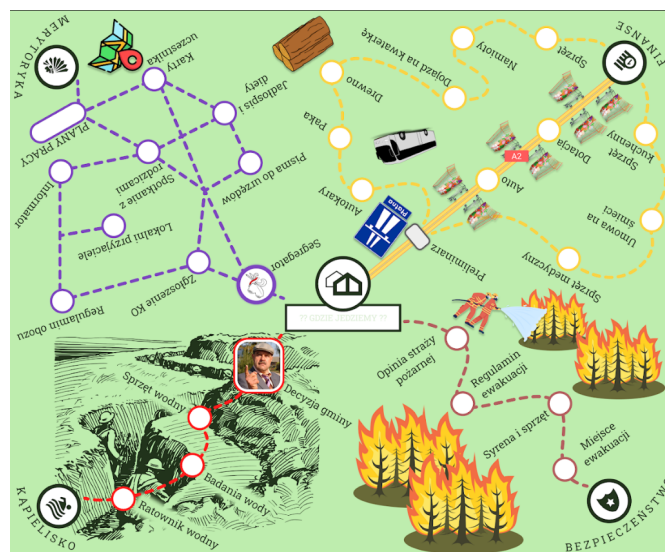 MERYTORYKA
Karty
uczestnika
Jadłospis i
diety
PLANY PRACY
Spotkanie z
rodzicami
Pisma do urzędów
Informator
Lokalni przyjaciele
Regulamin obozu
Zgłoszenie KO
Segregator
FINANSE
Sprzęt
Namioty
Dojazd na kwaterkę
Drewno
Paka
Autokary
Płatna
A2
Dotacja
Auto
Preliminarz
Sprzęt
kuchenny
Umowa na
śmieci
Sprzęt medyczny
?? GDZIE JEDZIEMY ??
Opinia straży
pożarnej
Regulamin
ewakuacji
Syrena i sprzęt
Miejsce
ewakuacji
BEZPIECZEŃSTWO
Decyzja gminy
Sprzęt wodny
Badania wody
Ratownik wodny
KĄPIELISKO